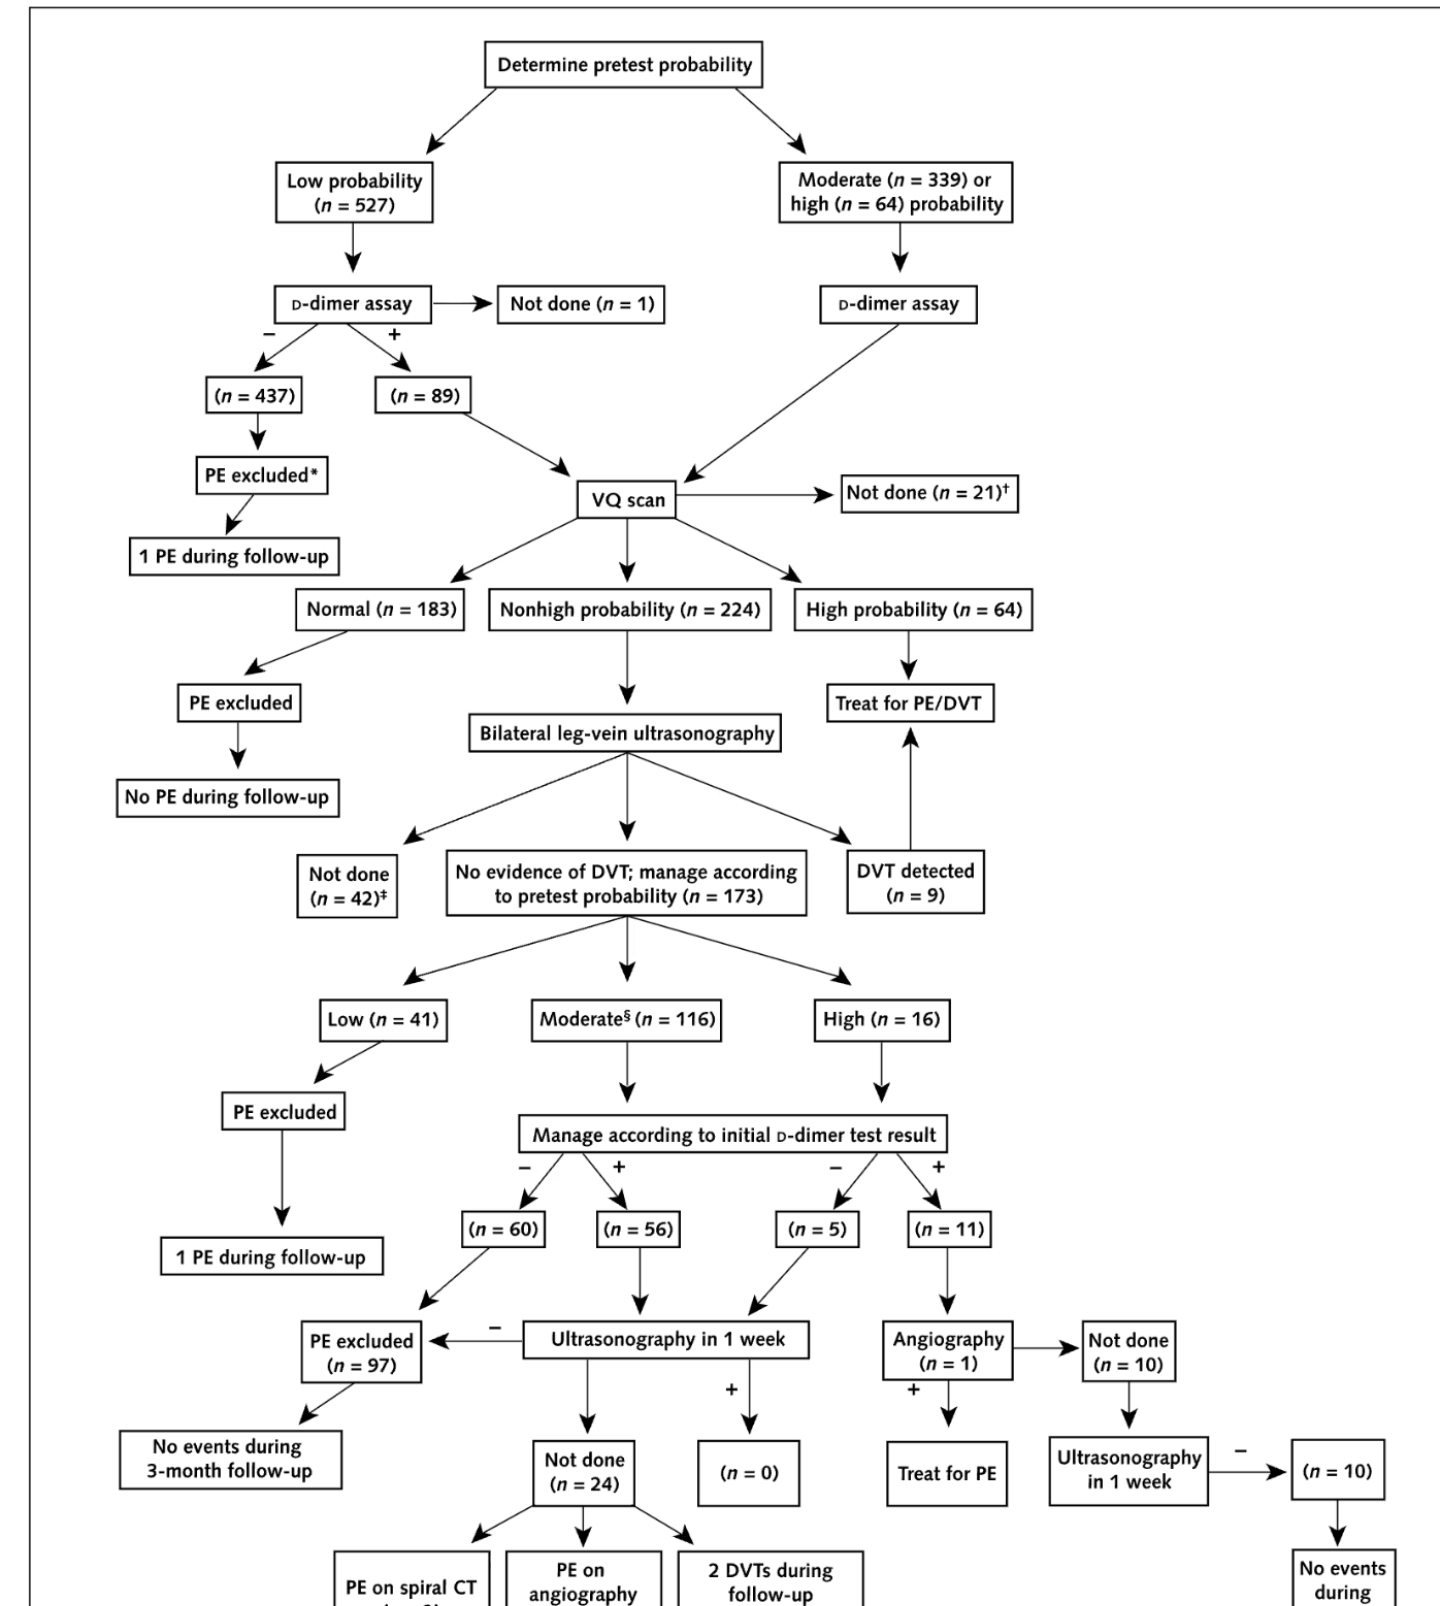 Determine pretest probability
Low probability
(n = 527)
Moderate (n = 339) or
high (n = 64) probability
D-dimer assay
Not done (n = 1)
D-dimer assay
–
+
(n = 437)
(n = 89)
PE excluded*
VQ scan
Not done (n = 21)†
1 PE during follow-up
Normal (n = 183)
Nonhigh probability (n = 224)
High probability (n = 64)
PE excluded
Treat for PE/DVT
Bilateral leg-vein ultrasonography
No PE during follow-up
Not done
(n = 42)‡
No evidence of DVT; manage according
to pretest probability (n = 173)
DVT detected
(n = 9)
Low (n = 41)
Moderate§ (n = 116)
High (n = 16)
PE excluded
Manage according to initial D-dimer test result
–
+
–
+
(n = 60)
(n = 56)
(n = 5)
(n = 11)
1 PE during follow-up
PE excluded
(n = 97)
–
Ultrasonography in 1 week
Angiography
(n = 1)
Not done
(n = 10)
+
+
No events during
3-month follow-up
Not done
(n = 24)
(n = 0)
Treat for PE
Ultrasonography
in 1 week
–
(n = 10)
PE on spiral CT
PE on
angiography
2 DVTs during
follow-up
No events
during